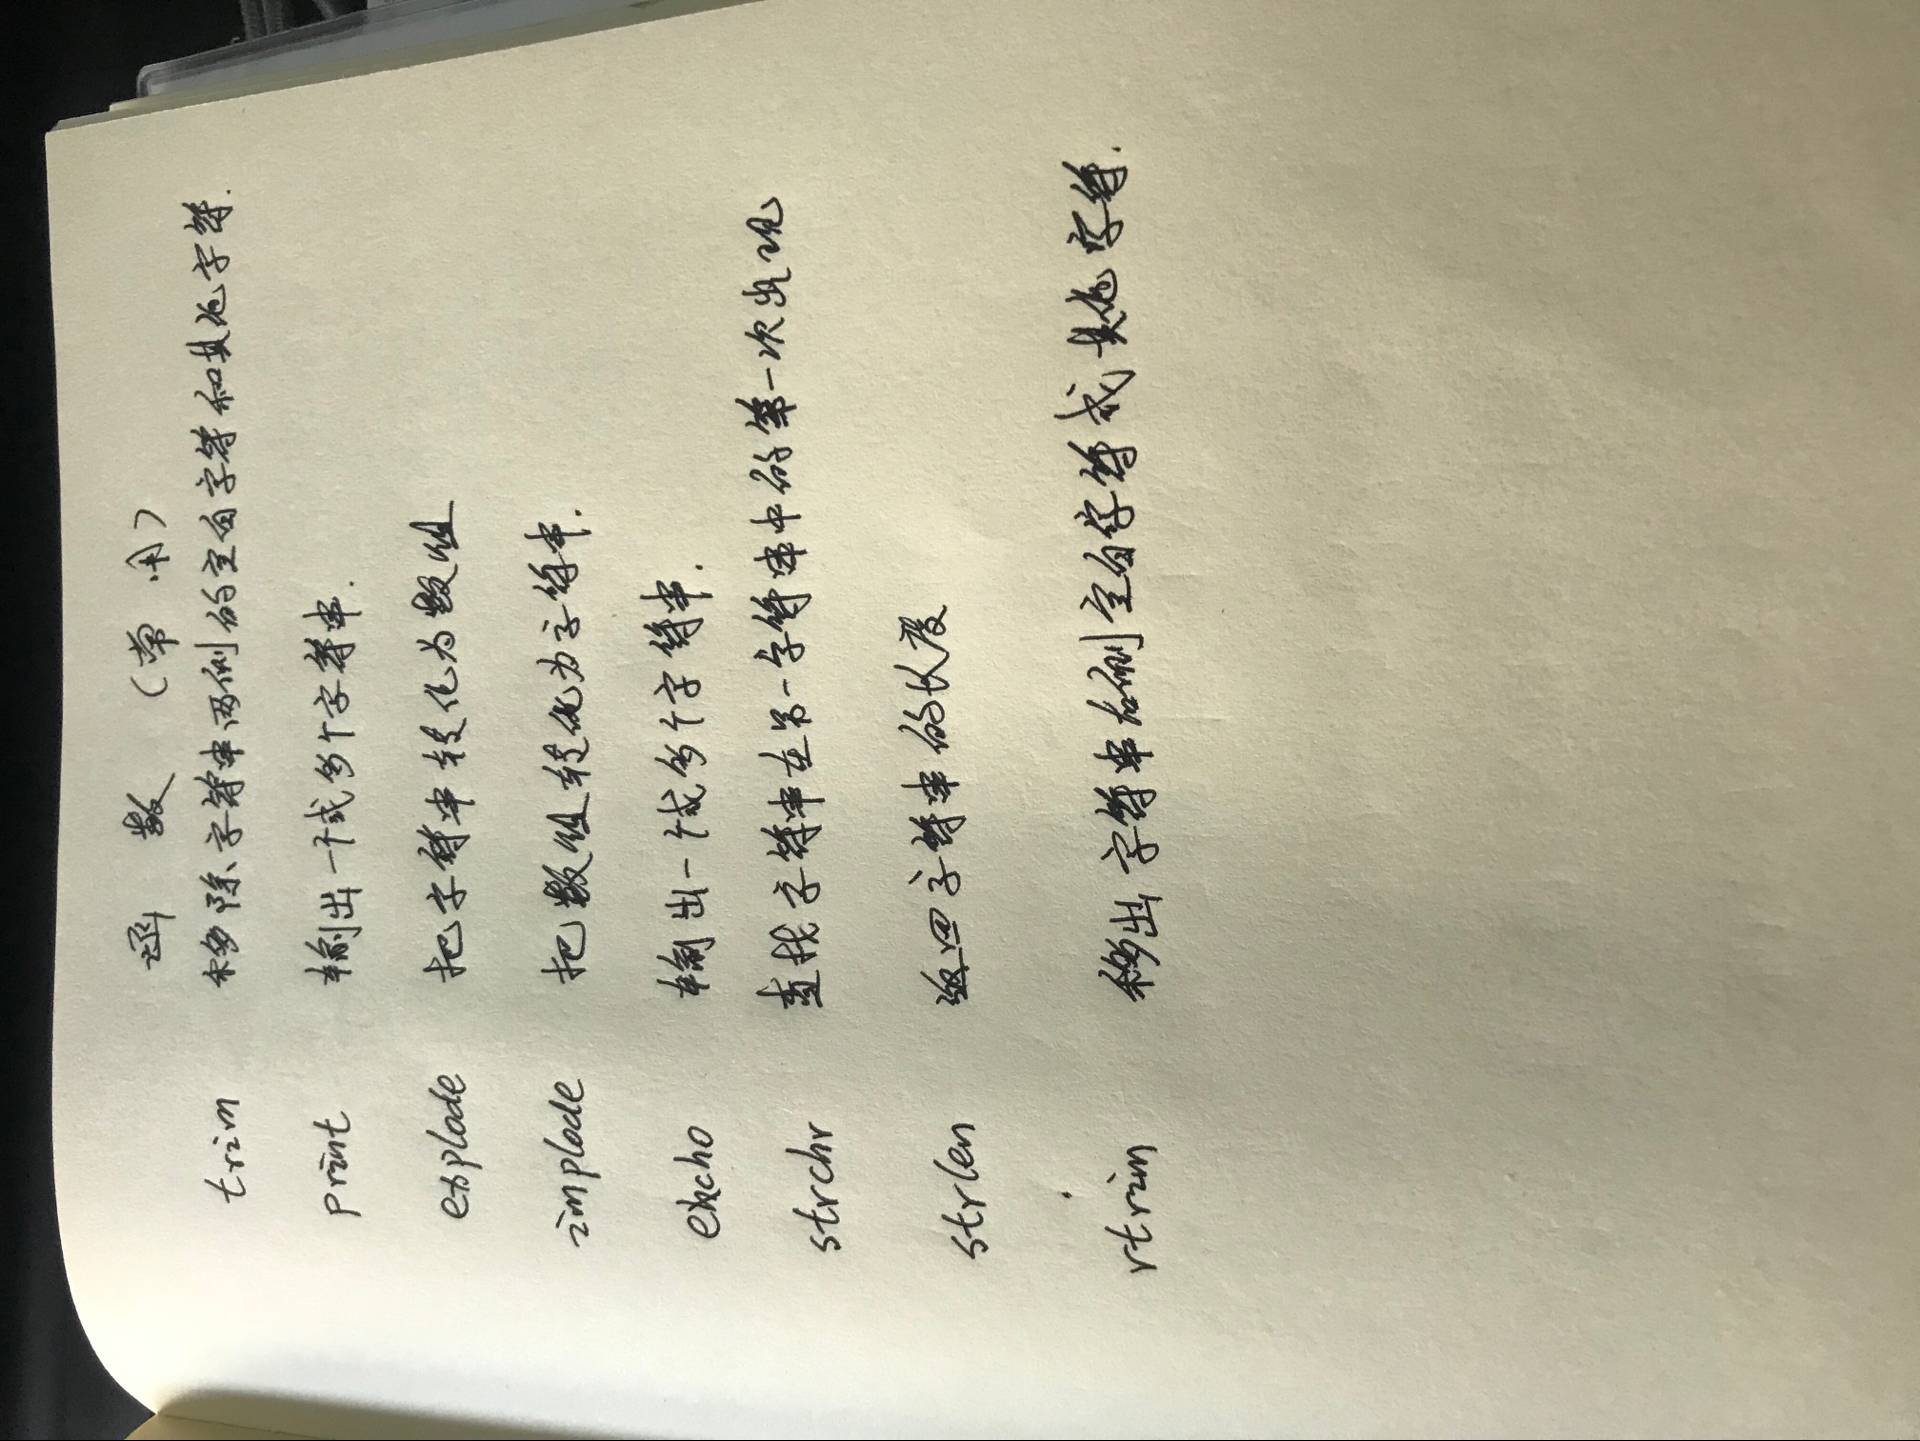 函数（常用）
trim 移除字符串两侧的空白字符和其他字符.
print 输出一个或多个字符串.
explode 把字符串转化为数组
implode 把数组转化为字符串.
echo 输出一个或多个字符串.
strchr 查找字符串在另一字符串中的第一次出现
strlen 返回字符串的长度
rtrim 移出字符串右侧空白字符或其他字符.